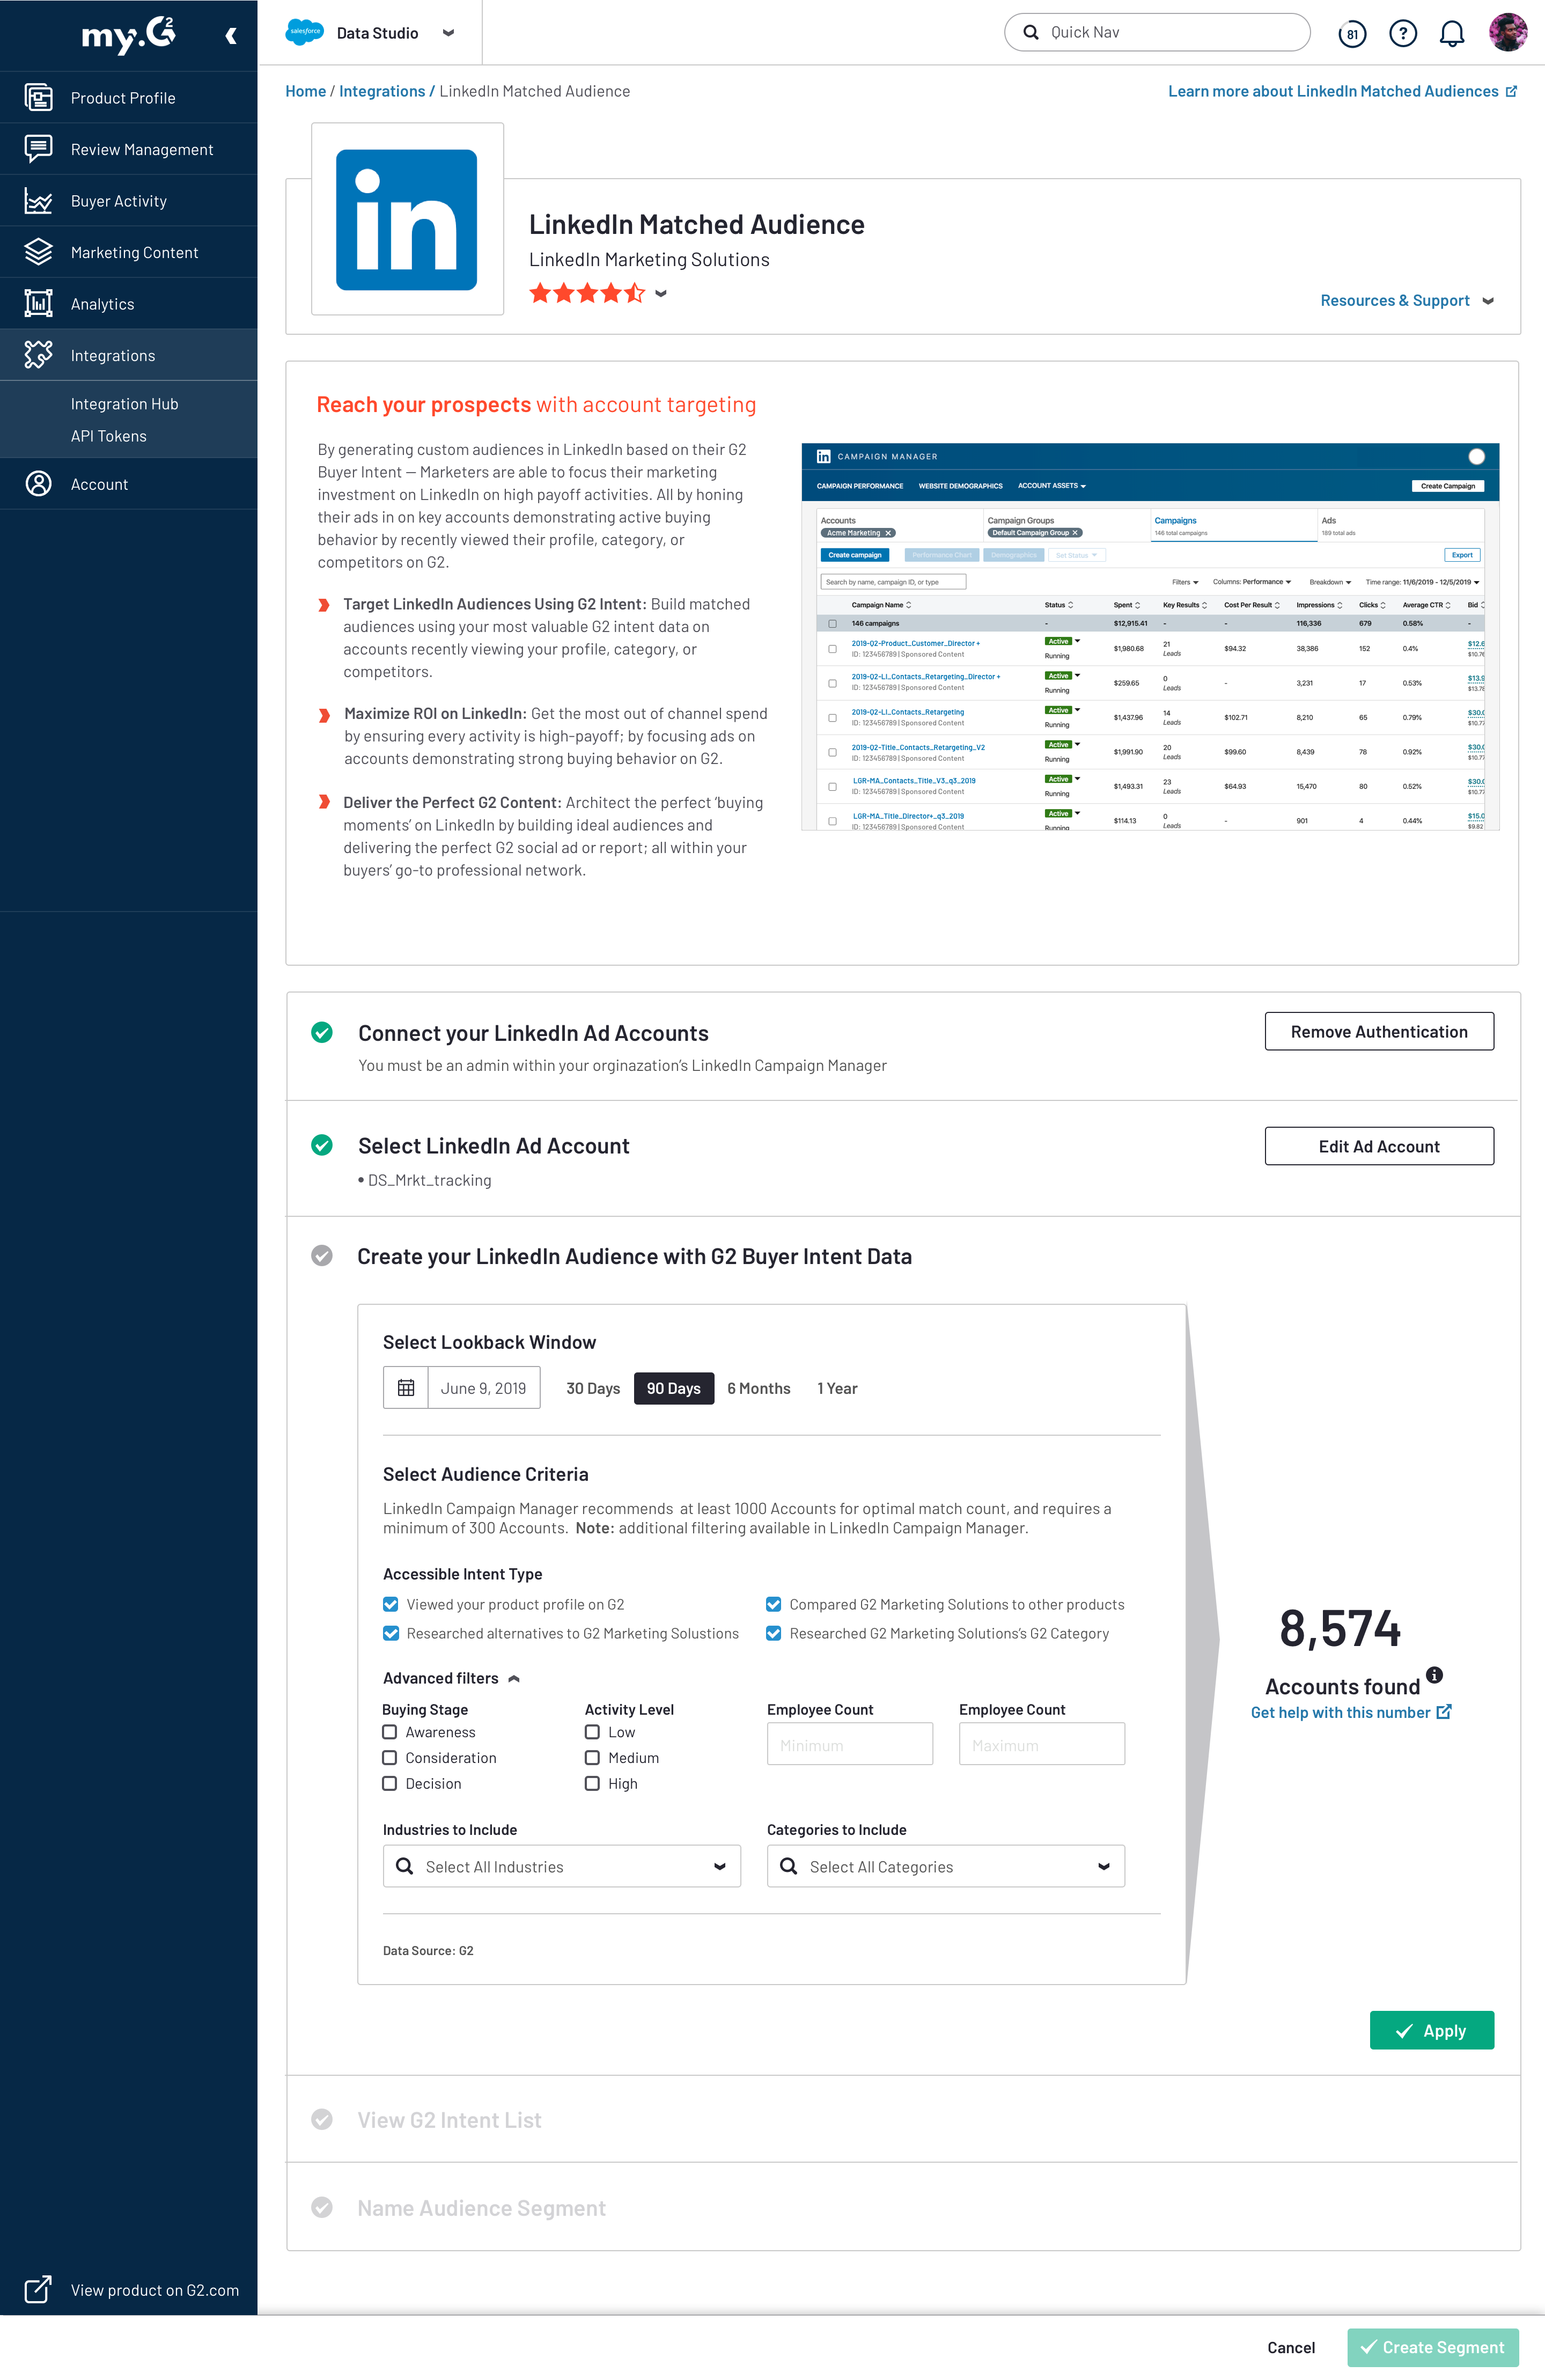 my.G2
salesforce
Data Studio
Quick Nav
81
?
Product Profile
Review Management
Buyer Activity
Marketing Content
Analytics
Integrations
Integration Hub
API Tokens
Account
View product on G2.com
Home / Integrations / LinkedIn Matched Audience
Learn more about LinkedIn Matched Audiences
in
LinkedIn Matched Audience
LinkedIn Marketing Solutions
Resources & Support
Reach your prospects with account targeting
By generating custom audiences in LinkedIn based on their G2
Buyer Intent — Marketers are able to focus their marketing
investment on LinkedIn on high payoff activities. All by honing
their ads in on key accounts demonstrating active buying
behavior by recently viewed their profile, category, or
competitors on G2.
Target LinkedIn Audiences Using G2 Intent: Build matched
audiences using your most valuable G2 intent data on
accounts recently viewing your profile, category, or
competitors.
Maximize ROI on LinkedIn: Get the most out of channel spend
by ensuring every activity is high-payoff; by focusing ads on
accounts demonstrating strong buying behavior on G2.
Deliver the Perfect G2 Content: Architect the perfect ‘buying
moments’ on LinkedIn by building ideal audiences and
delivering the perfect G2 social ad or report; all within your
buyers’ go-to professional network.
in CAMPAIGN MANAGER
CAMPAIGN PERFORMANCE WEBSITE DEMOGRAPHICS ACCOUNT ASSETS Create Campaign
Accounts Campaign Groups Campaigns Ads
Acme Marketing Default Campaign Group 146 total campaigns 189 total ads
Create campaign Performance Chart Demographics Set Status Export
Search by name, campaign ID, or type Filters Columns: Performance Breakdown Time range: 11/6/2019 - 12/5/2019
Campaign Name Status Spent Key Results Cost Per Result Impressions Clicks Average CTR Bid
146 campaigns - $12,915.41 - - 116,336 679 0.58% -
2019-Q2-Product_Customer_Director + Active $1,980.68 21 $94.32 38,386 152 0.4%
ID: 123456789 | Sponsored Content Running Leads
2019-Q2-LI_Contacts_Retargeting_Director + Active $259.65 0 - 3,231 17 0.53%
ID: 123456789 | Sponsored Content Running Leads
2019-Q2-LI_Contacts_Retargeting Active $1,437.96 14 $102.71 8,210 65 0.79%
ID: 123456789 | Sponsored Content Running Leads
2019-Q2-Title_Contacts_Retargeting_V2 Active $1,991.90 20 $99.60 8,439 78 0.92%
ID: 123456789 | Sponsored Content Running Leads
LGR-MA_Contacts_Title_V3_q3_2019 Active $1,493.31 23 $64.93 15,470 80 0.52%
ID: 123456789 | Sponsored Content Running Leads
LGR-MA_Title_Director+_q3_2019 Active $114.13 0 - 901 4 0.44%
ID: 123456789 | Sponsored Content Running Leads $9.82
Connect your LinkedIn Ad Accounts
Remove Authentication
You must be an admin within your orginazation’s LinkedIn Campaign Manager
Select LinkedIn Ad Account
Edit Ad Account
• DS_Mrkt_tracking
Create your LinkedIn Audience with G2 Buyer Intent Data
Select Lookback Window
June 9, 2019 30 Days 90 Days 6 Months 1 Year
Select Audience Criteria
LinkedIn Campaign Manager recommends at least 1000 Accounts for optimal match count, and requires a
minimum of 300 Accounts. Note: additional filtering available in LinkedIn Campaign Manager.
Accessible Intent Type
Viewed your product profile on G2 Compared G2 Marketing Solutions to other products
Researched alternatives to G2 Marketing Solustions Researched G2 Marketing Solutions’s G2 Category
Advanced filters
Buying Stage Activity Level Employee Count Employee Count
Awareness Low Minimum Maximum
Consideration Medium
Decision High
Industries to Include Categories to Include
Select All Industries Select All Categories
Data Source: G2
8,574
Accounts found
Get help with this number
Apply
View G2 Intent List
Name Audience Segment
Cancel Create Segment